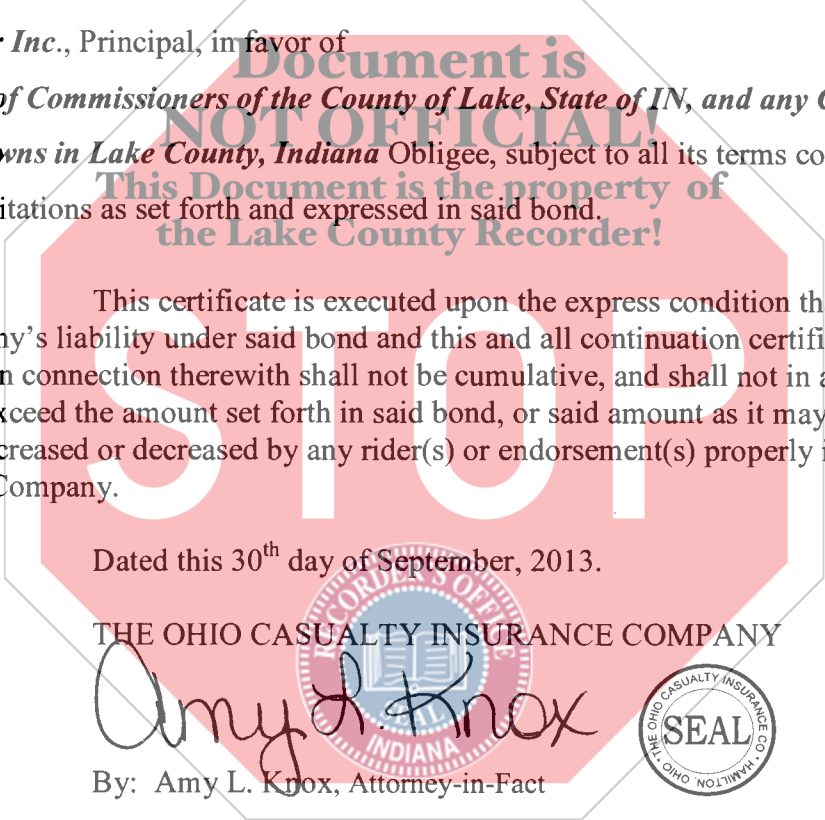 r Inc., Principal, in favor of
Document is
of Commissioners of the County of Lake, State of IN, and any C
NOT OFFICIAL!
wns in Lake County, Indiana Obligee, subject to all its terms co
This Document is the property of
itations as set forth and expressed in said bond.
the Lake County Recorder!
This certificate is executed upon the express condition th
ny's liability under said bond and this and all continuation certifi
n connection therewith shall not be cumulative, and shall not in a
xceed the amount set forth in said bond, or said amount as it may
creased or decreased by any rider(s) or endorsement(s) properly i
Company.
STOP
Dated this 30th day of September, 2013.
THE OHIO CASUALTY INSURANCE COMPANY
RECORDER'S OFFICE
SEAL
INDIANA
Amy L. Knox
THE OHIO CASUALTY INSURANCE CO.
SEAL
HAMILTON, OHIO
By: Amy L. Knox, Attorney-in-Fact